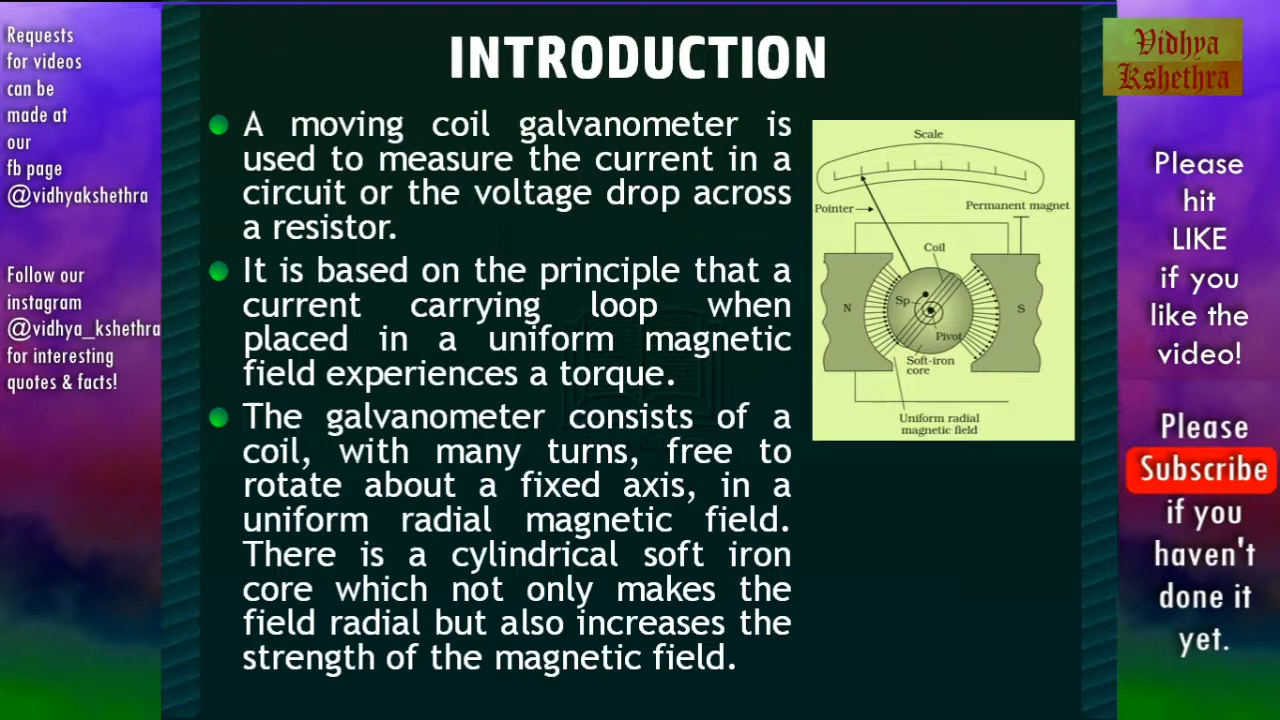 Requests
for videos
can be
made at
our
fb page
@vidhyakshethra
Follow our
instagram
@vidhya_kshethra
for interesting
quotes & facts!
INTRODUCTION
A moving coil galvanometer is
used to measure the current in a
circuit or the voltage drop across
a resistor.
It is based on the principle that a
current carrying loop when
placed in a uniform magnetic
field experiences a torque.
The galvanometer consists of a
coil, with many turns, free to
rotate about a fixed axis, in a
uniform radial magnetic field.
There is a cylindrical soft iron
core which not only makes the
field radial but also increases the
strength of the magnetic field.
Scale
Pointer
Permanent magnet
Coil
Sp
N
S
Pivot
Soft-iron
core
Uniform radial
magnetic field
Vidhya
Kshethra
Please
hit
LIKE
if you
like the
video!
Please
Subscribe
if you
haven't
done it
yet.